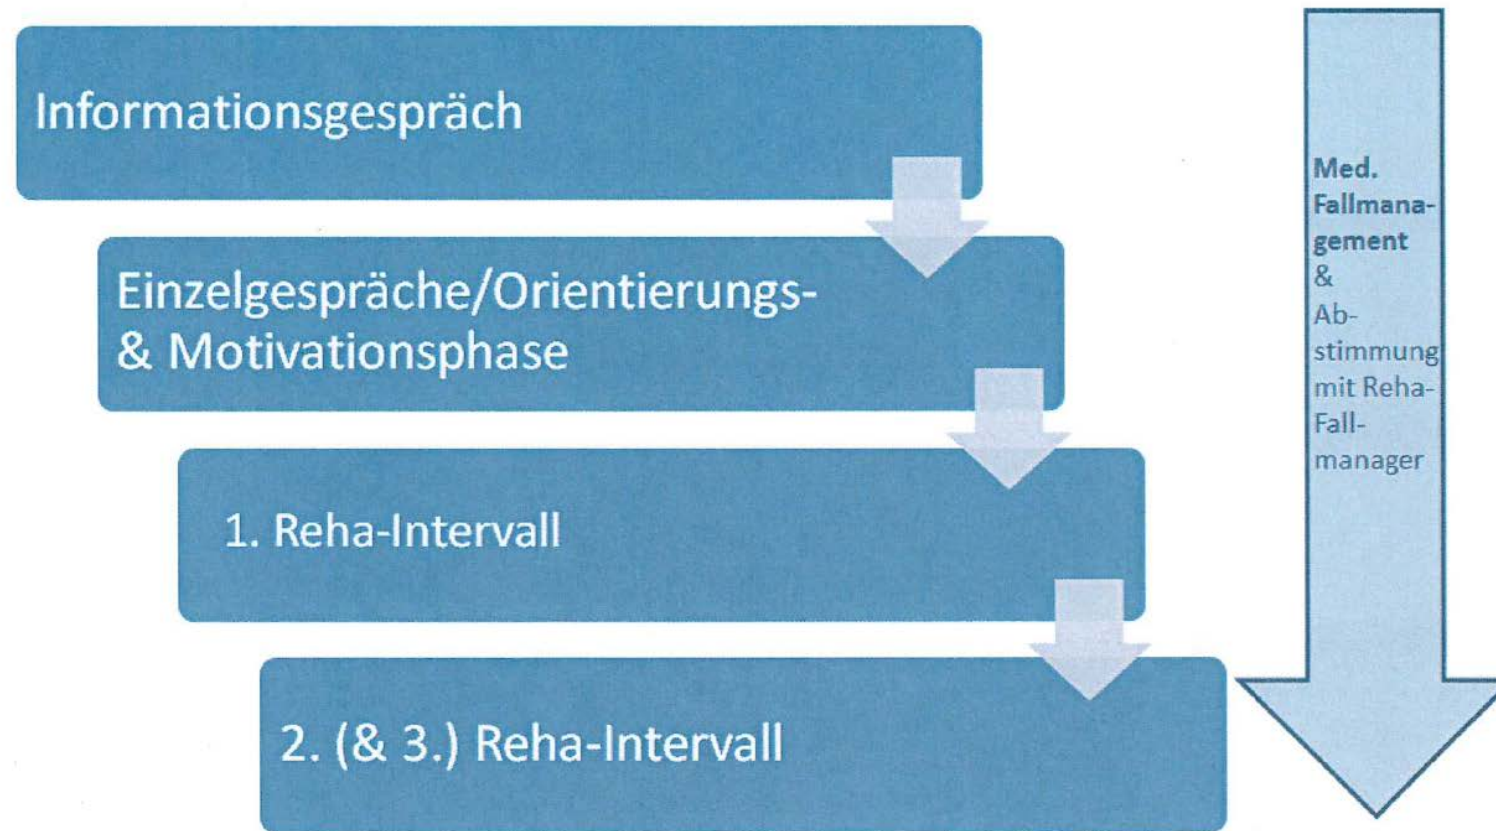 Informationsgespräch
Einzelgespräche/Orientierungs-
& Motivationsphase
1. Reha-Intervall
2. (& 3.) Reha-Intervall
Med.
Fallmana-
gement
&
Ab-
stimmung
mit Reha-
Fall-
manager